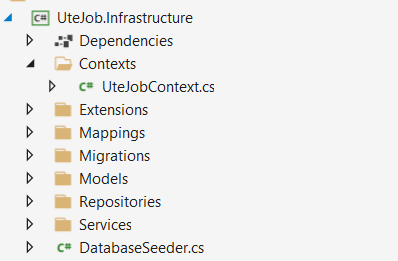 UteJob.Infrastructure
Dependencies
Contexts
C# UteJobContext.cs
Extensions
Mappings
Migrations
Models
Repositories
Services
C# DatabaseSeeder.cs